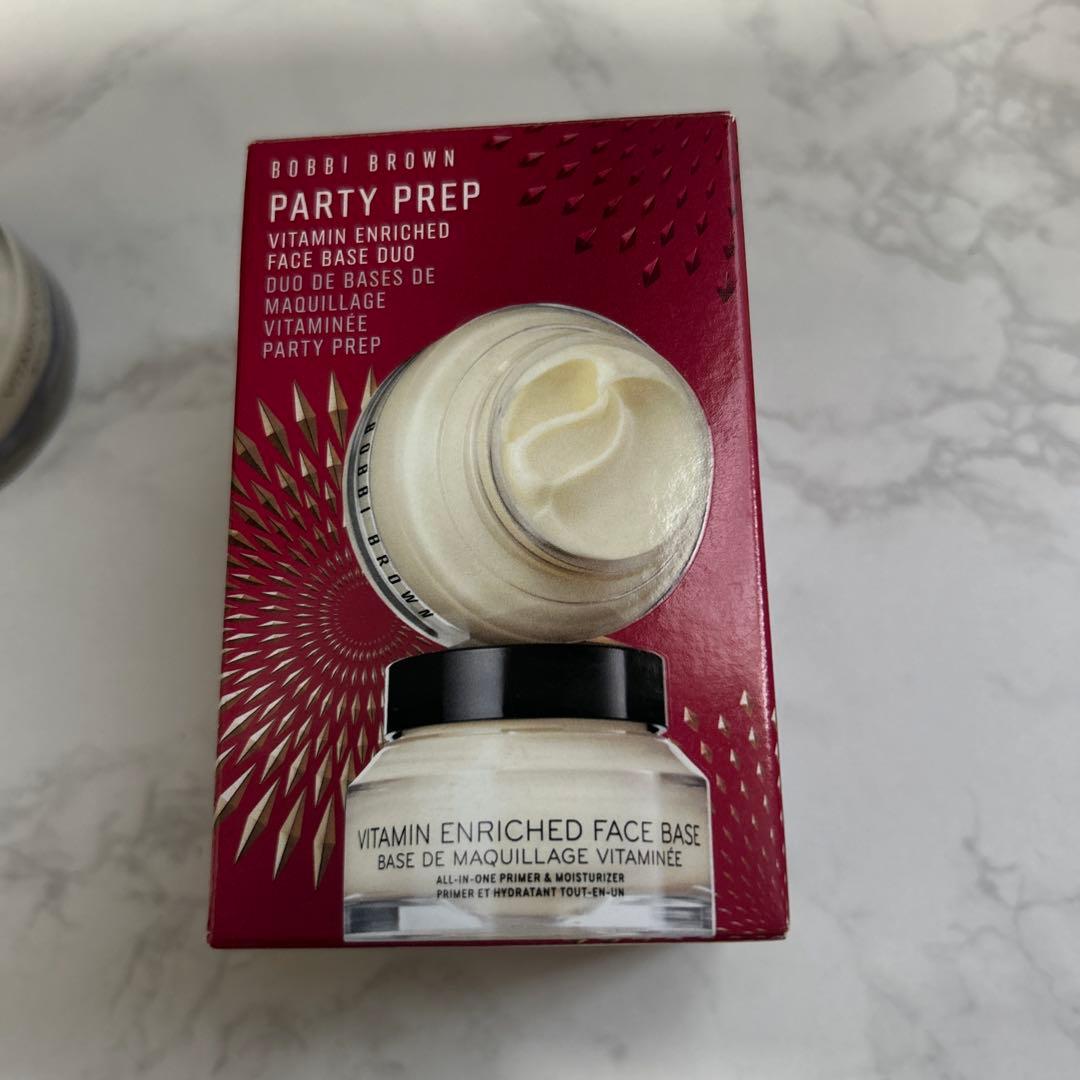 BOBBI BROWN
PARTY PREP
VITAMIN ENRICHED
FACE BASE DUO
DUO DE BASES DE
MAQUILLAGE
VITAMINÉE
PARTY PREP
BOBBI BROWN
VITAMIN ENRICHED FACE BASE
BASE DE MAQUILLAGE VITAMINÉE
ALL-IN-ONE PRIMER & MOISTURIZER
PRIMER ET HYDRATANT TOUT-EN-UN